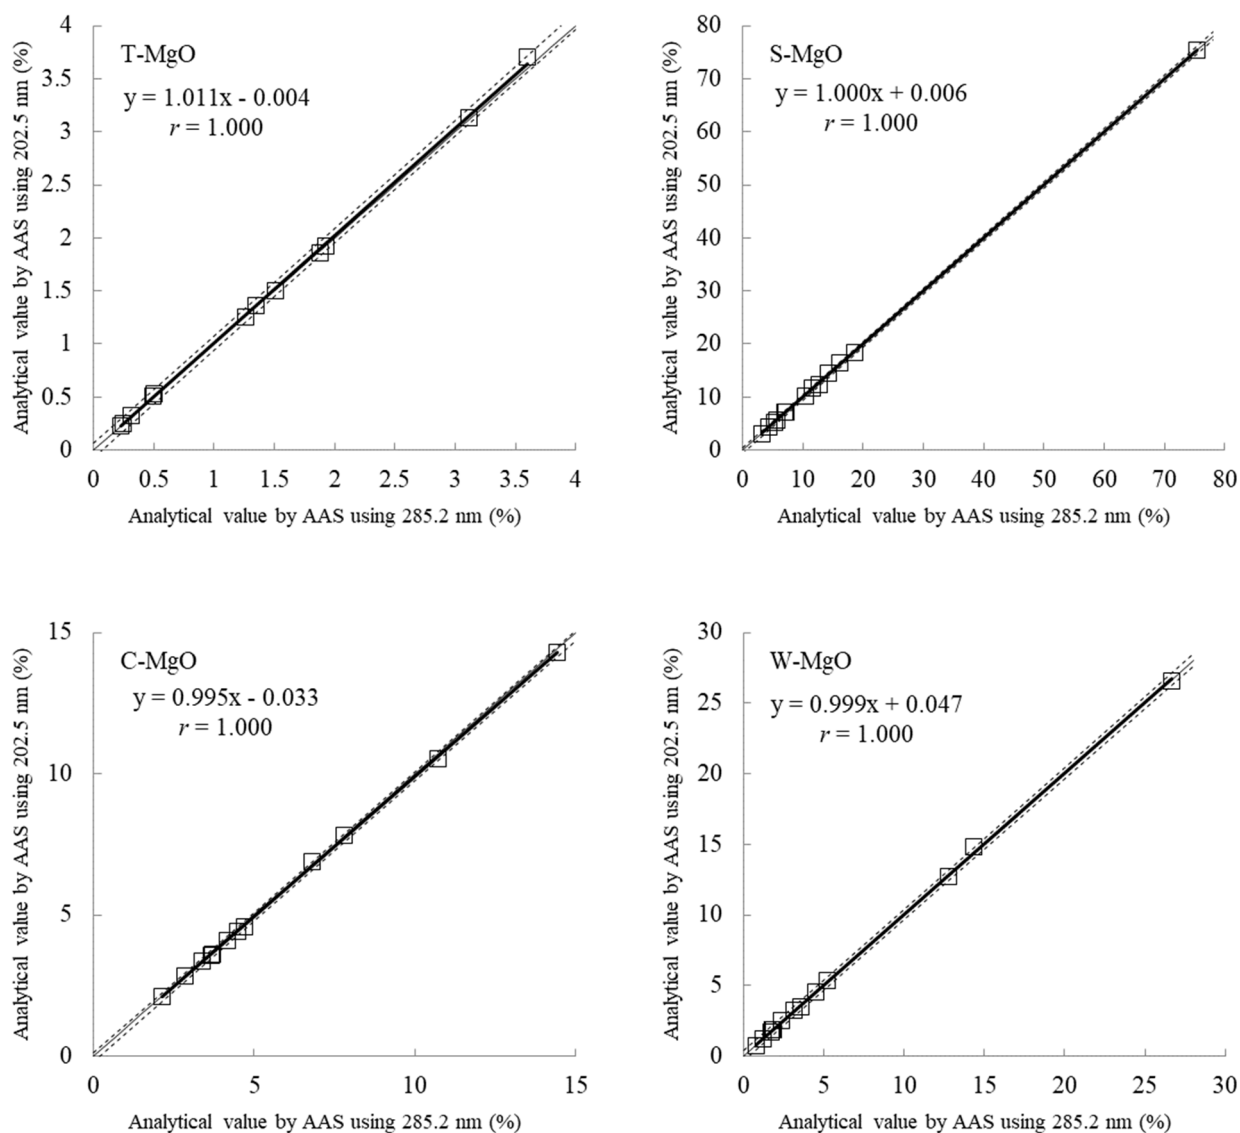 T-MgO
y = 1.011x - 0.004
r = 1.000
4
3.5
3
2.5
2
1.5
1
0.5
0
Analytical value by AAS using 202.5 nm (%)
0 0.5 1 1.5 2 2.5 3 3.5 4
Analytical value by AAS using 285.2 nm (%)
S-MgO
y = 1.000x + 0.006
r = 1.000
80
70
60
50
40
30
20
10
0
Analytical value by AAS using 202.5 nm (%)
0 10 20 30 40 50 60 70 80
Analytical value by AAS using 285.2 nm (%)
C-MgO
y = 0.995x - 0.033
r = 1.000
15
10
5
0
Analytical value by AAS using 202.5 nm (%)
0 5 10 15
Analytical value by AAS using 285.2 nm (%)
W-MgO
y = 0.999x + 0.047
r = 1.000
30
25
20
15
10
5
0
Analytical value by AAS using 202.5 nm (%)
0 5 10 15 20 25 30
Analytical value by AAS using 285.2 nm (%)